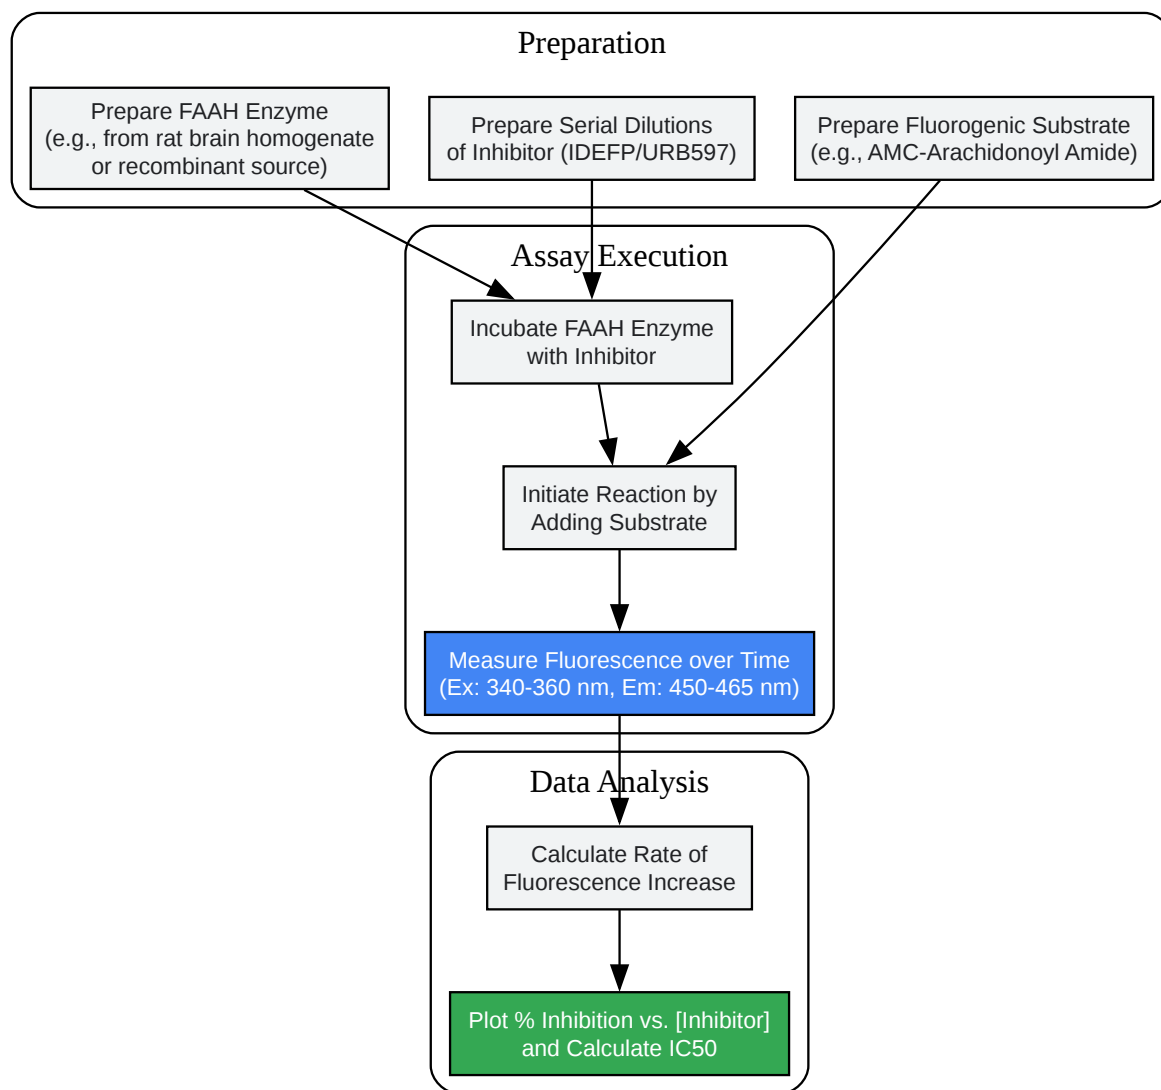 Preparation
Prepare FAAH Enzyme
(e.g., from rat brain homogenate
or recombinant source)
Prepare Serial Dilutions
of Inhibitor (IDEFP/URB597)
Prepare Fluorogenic Substrate
(e.g., AMC-Arachidonoyl Amide)
Assay Execution
Incubate FAAH Enzyme
with Inhibitor
Initiate Reaction by
Adding Substrate
Measure Fluorescence over Time
(Ex: 340-360 nm, Em: 450-465 nm)
Data Analysis
Calculate Rate of
Fluorescence Increase
Plot % Inhibition vs. [Inhibitor]
and Calculate IC50